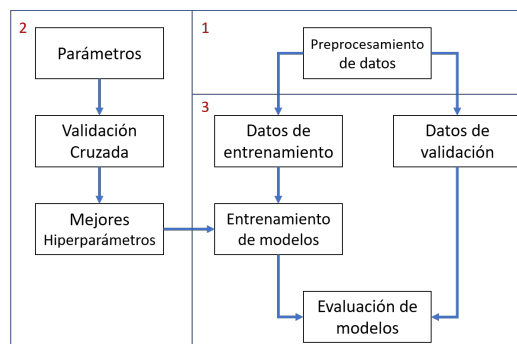 2
Parámetros
Validación
Cruzada
Mejores
Hiperparámetros
1
Preprocesamiento
de datos
3
Datos de
entrenamiento
Datos de
validación
Entrenamiento
de modelos
Evaluación de
modelos